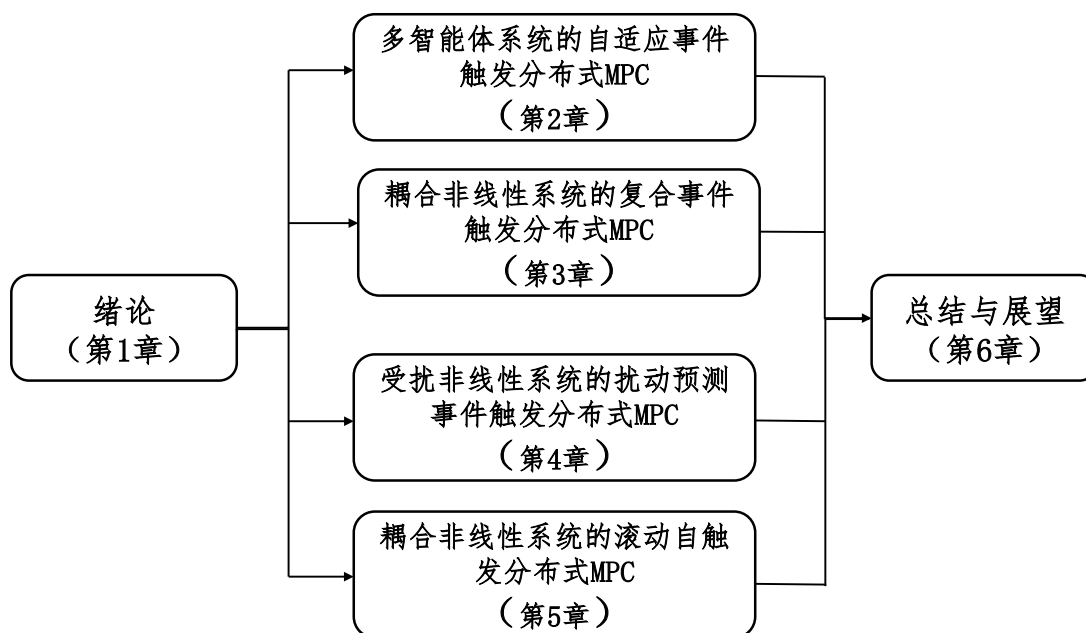 绪论
（第1章）
多智能体系统的自适应事件
触发分布式MPC
（第2章）
耦合非线性系统的复合事件
触发分布式MPC
（第3章）
受扰非线性系统的扰动预测
事件触发分布式MPC
（第4章）
耦合非线性系统的滚动自触
发分布式MPC
（第5章）
总结与展望
（第6章）